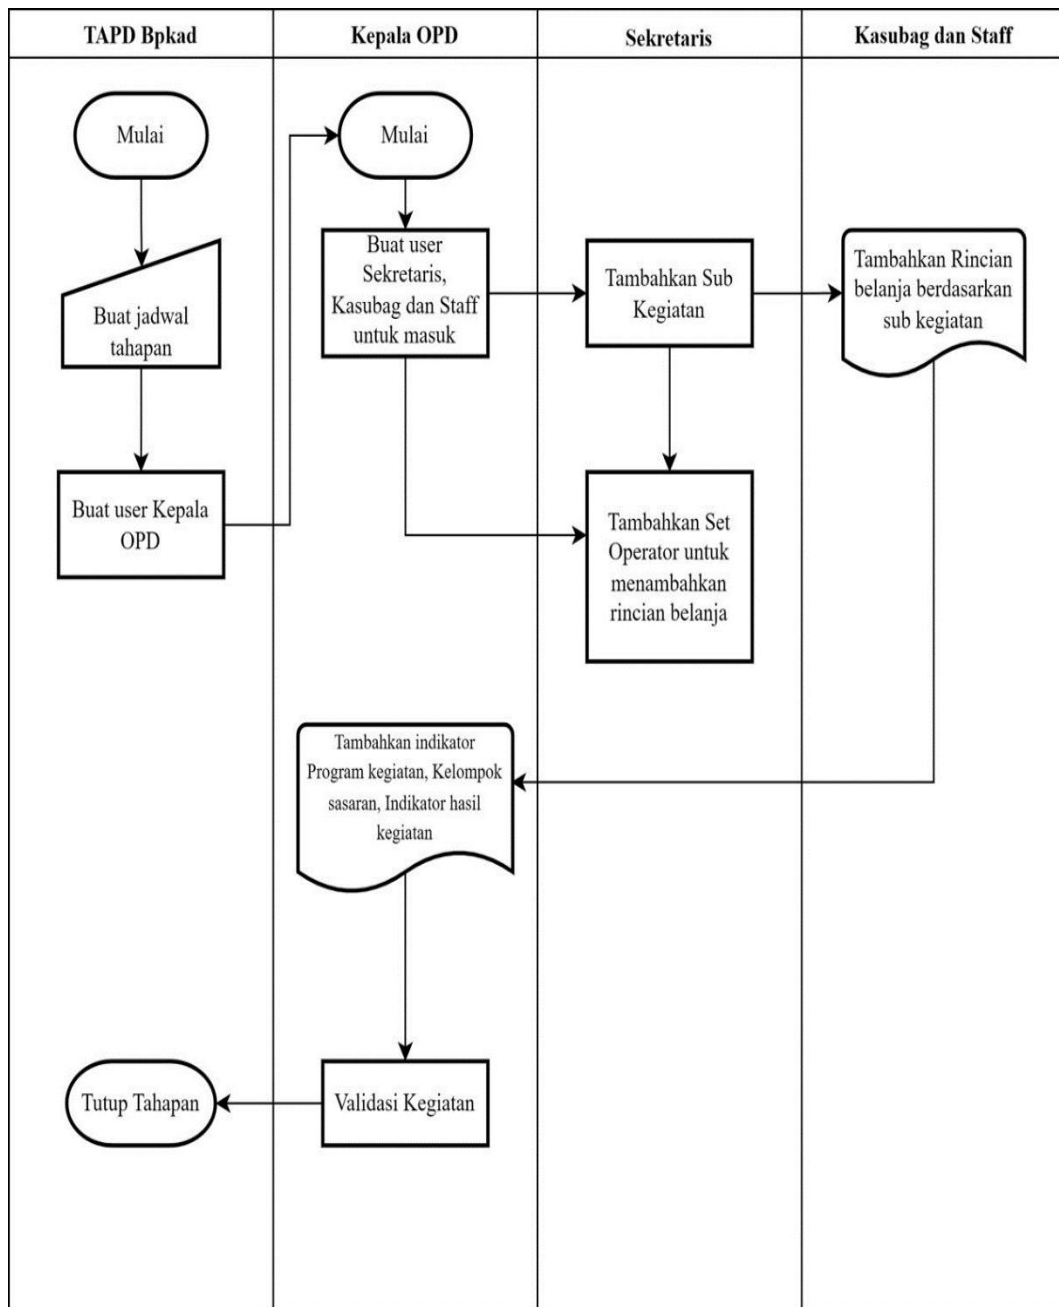 TAPD Bpkad
Kepala OPD
Sekretaris
Kasubag dan Staff
Mulai
Mulai
Buat jadwal
tahapan
Buat user
Sekretaris,
Kasubag dan Staff
untuk masuk
Tambahkan Sub
Kegiatan
Tambahkan Rincian
belanja berdasarkan
sub kegiatan
Buat user Kepala
OPD
Tambahkan Set
Operator untuk
menambahkan
rincian belanja
Tambahkan indikator
Program kegiatan, Kelompok
sasaran, Indikator hasil
kegiatan
Tutup Tahapan
Validasi Kegiatan